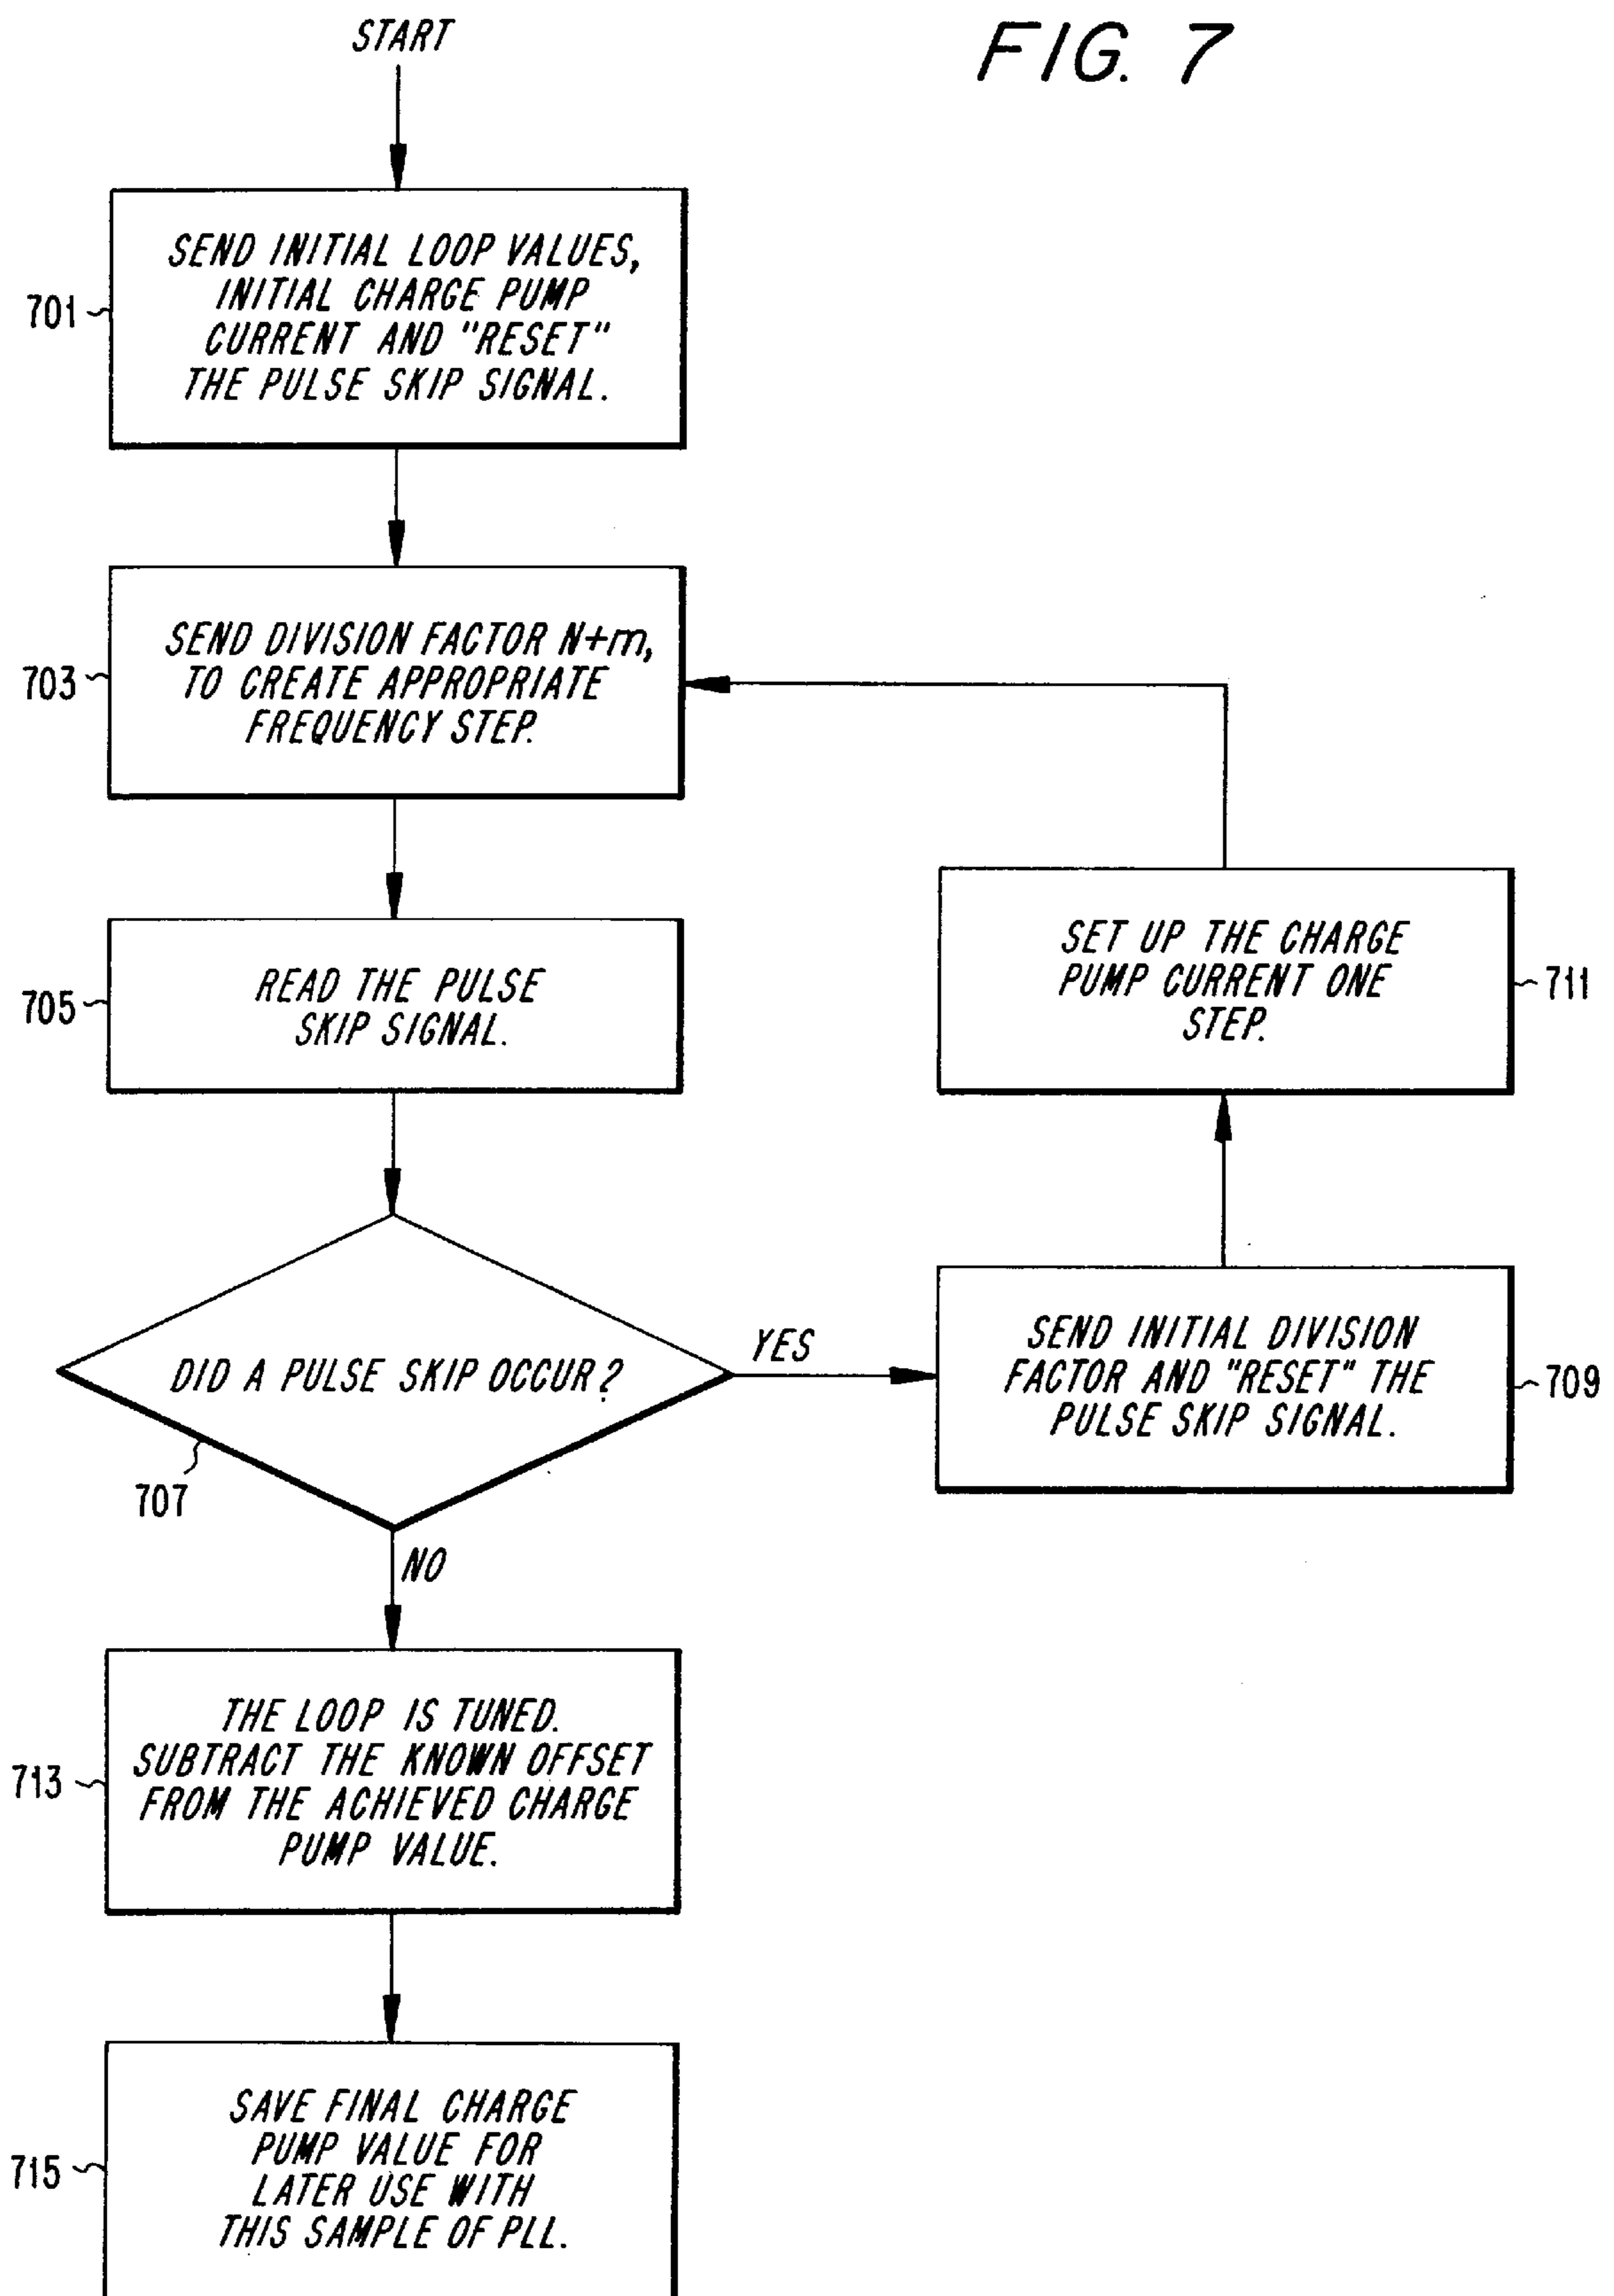 FIG. 7
START
701
SEND INITIAL LOOP VALUES,
INITIAL CHARGE PUMP
CURRENT AND "RESET"
THE PULSE SKIP SIGNAL.
703
SEND DIVISION FACTOR N+m,
TO CREATE APPROPRIATE
FREQUENCY STEP.
705
READ THE PULSE
SKIP SIGNAL.
SET UP THE CHARGE
PUMP CURRENT ONE
STEP.
711
DID A PULSE SKIP OCCUR?
707
YES
SEND INITIAL DIVISION
FACTOR AND "RESET" THE
PULSE SKIP SIGNAL.
709
NO
713
THE LOOP IS TUNED.
SUBTRACT THE KNOWN OFFSET
FROM THE ACHIEVED CHARGE
PUMP VALUE.
715
SAVE FINAL CHARGE
PUMP VALUE FOR
LATER USE WITH
THIS SAMPLE OF PLL.